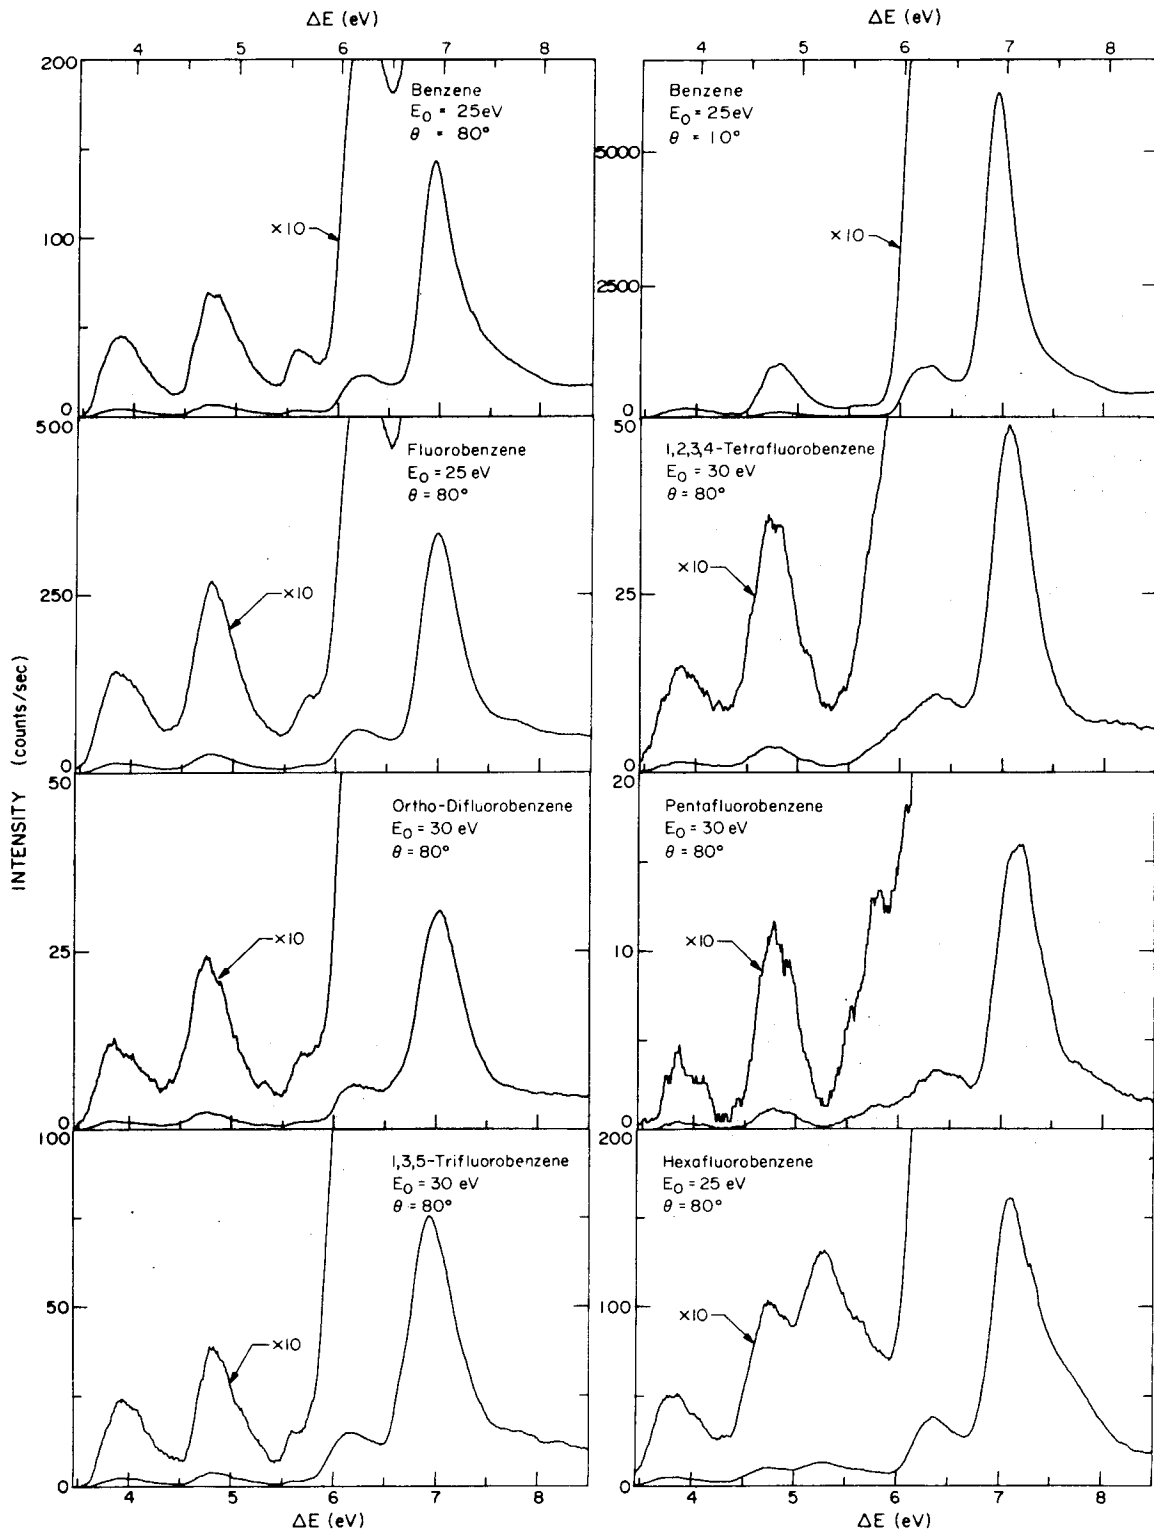 ΔE (eV)
4 5 6 7 8
200
100
0
Benzene
E₀ = 25eV
θ = 80°
×10
ΔE (eV)
4 5 6 7 8
5000
2500
0
Benzene
E₀ = 25eV
θ = 10°
×10
500
250
0
Fluorobenzene
E₀ = 25 eV
θ = 80°
×10
50
25
0
1,2,3,4-Tetrafluorobenzene
E₀ = 30 eV
θ = 80°
×10
INTENSITY (counts/sec)
50
25
0
Ortho-Difluorobenzene
E₀ = 30 eV
θ = 80°
×10
20
10
0
Pentafluorobenzene
E₀ = 30 eV
θ = 80°
×10
100
50
0
1,3,5-Trifluorobenzene
E₀ = 30 eV
θ = 80°
×10
4 5 6 7 8
ΔE (eV)
200
100
0
Hexafluorobenzene
E₀ = 25 eV
θ = 80°
×10
4 5 6 7 8
ΔE (eV)